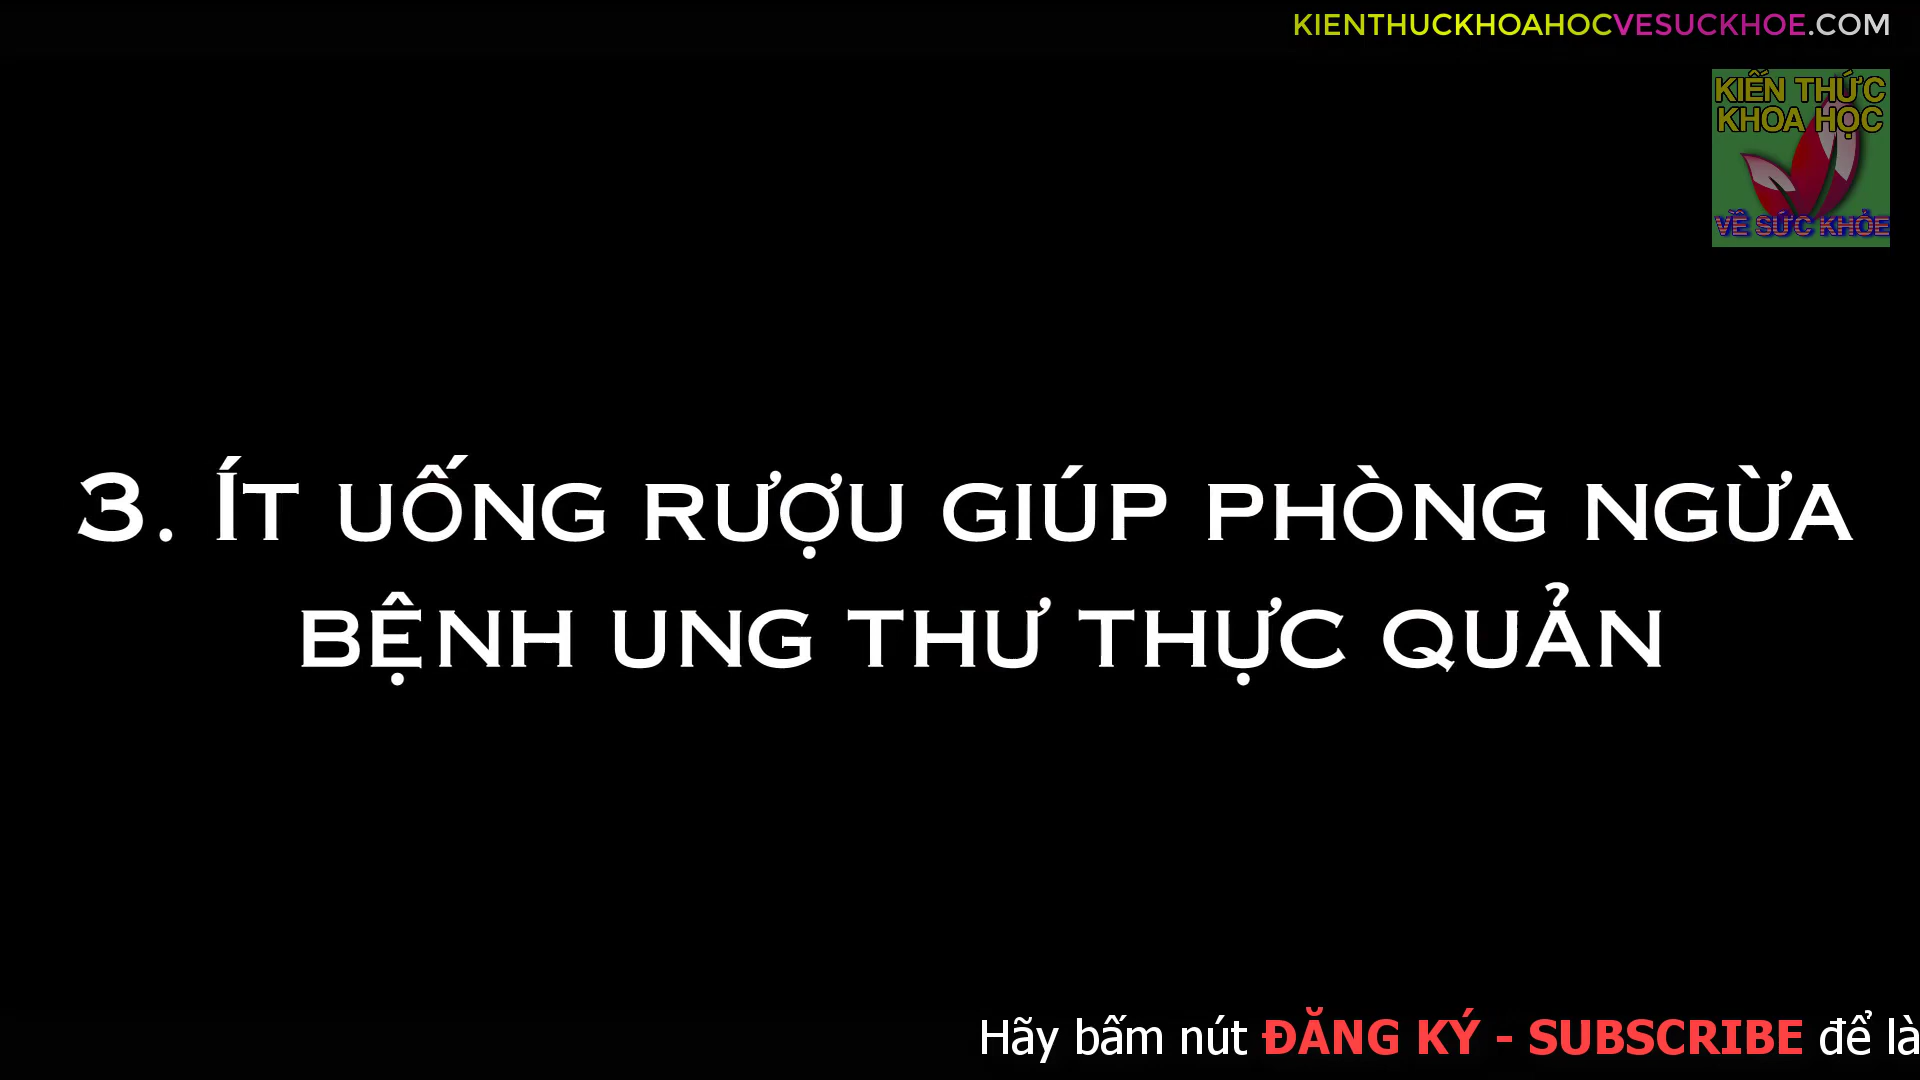 KIENTHUCKHOAHOCVESUCKHOE.COM
KIẾN THỨC
KHOA HỌC
VỀ SỨC KHỎE
3. ÍT UỐNG RƯỢU GIÚP PHÒNG NGỪA
BỆNH UNG THƯ THỰC QUẢN
Hãy bấm nút ĐĂNG KÝ - SUBSCRIBE để là